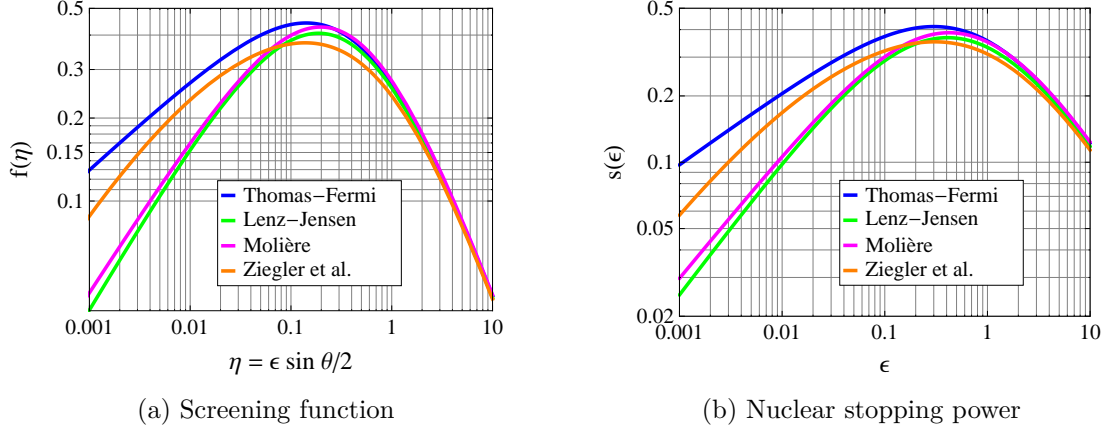 0.5
0.3
0.2
0.15
0.1
f(η)
0.001 0.01 0.1 1 10
η = ϵ sin θ/2
Thomas−Fermi
Lenz−Jensen
Molière
Ziegler et al.
(a) Screening function
0.5
0.2
0.1
0.05
0.02
s(ϵ)
0.001 0.01 0.1 1 10
ϵ
Thomas−Fermi
Lenz−Jensen
Molière
Ziegler et al.
(b) Nuclear stopping power